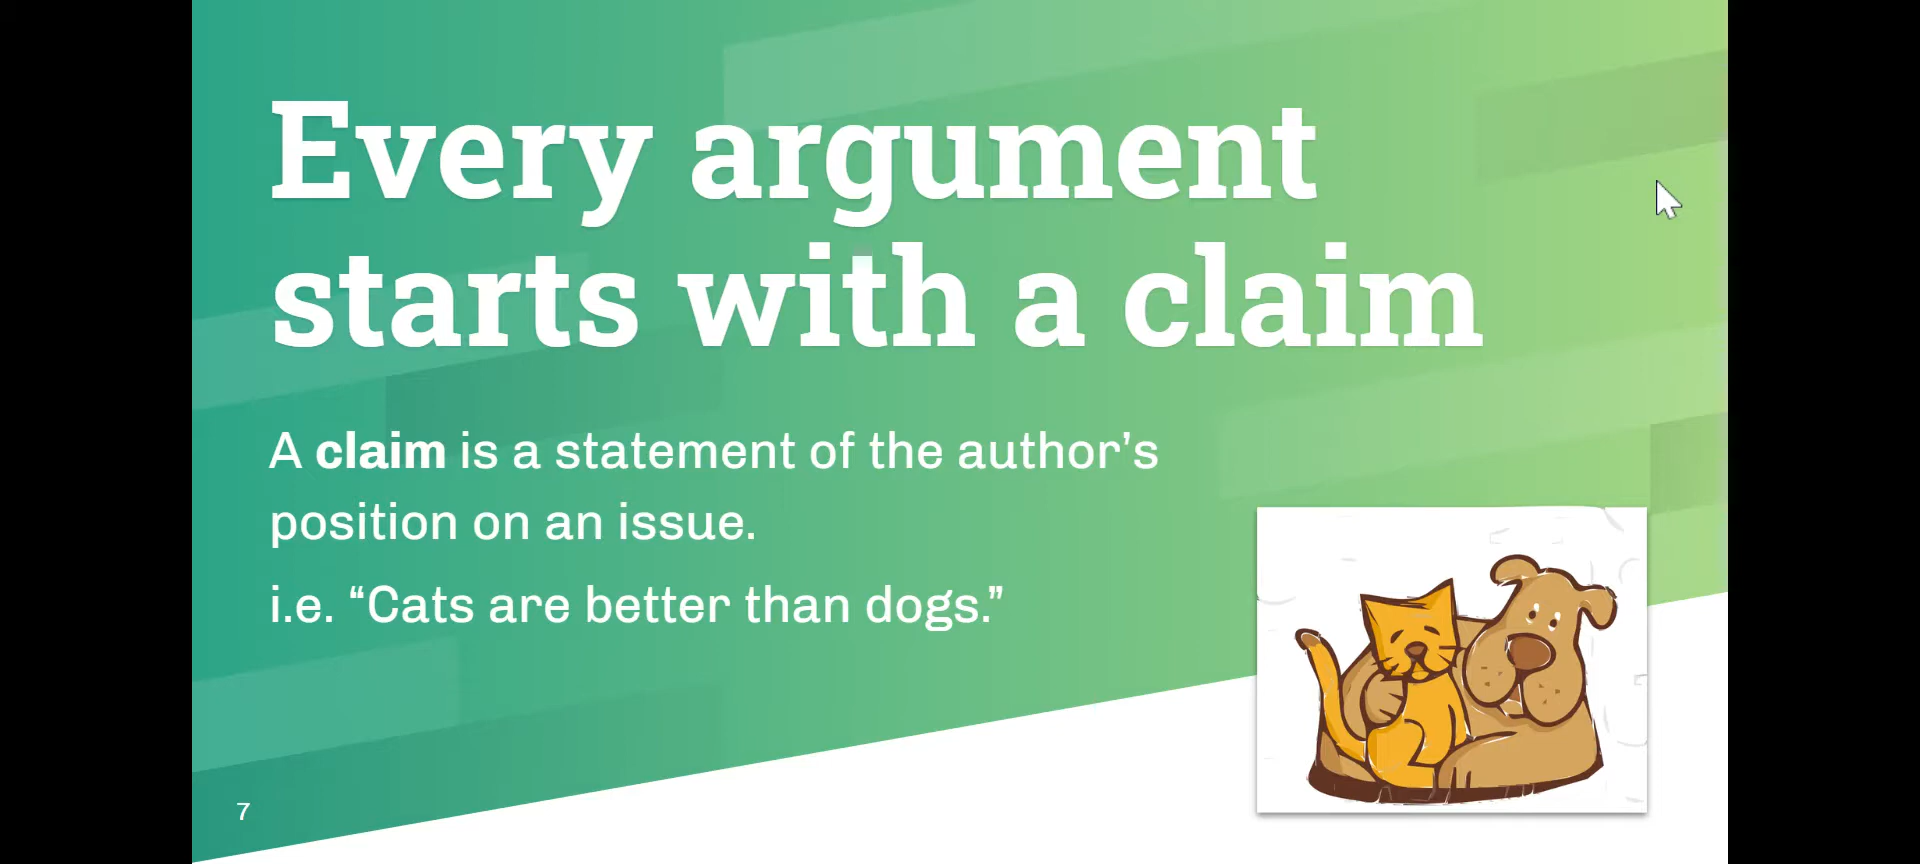 Every argument
starts with a claim
A claim is a statement of the author’s
position on an issue.
i.e. “Cats are better than dogs.”
7